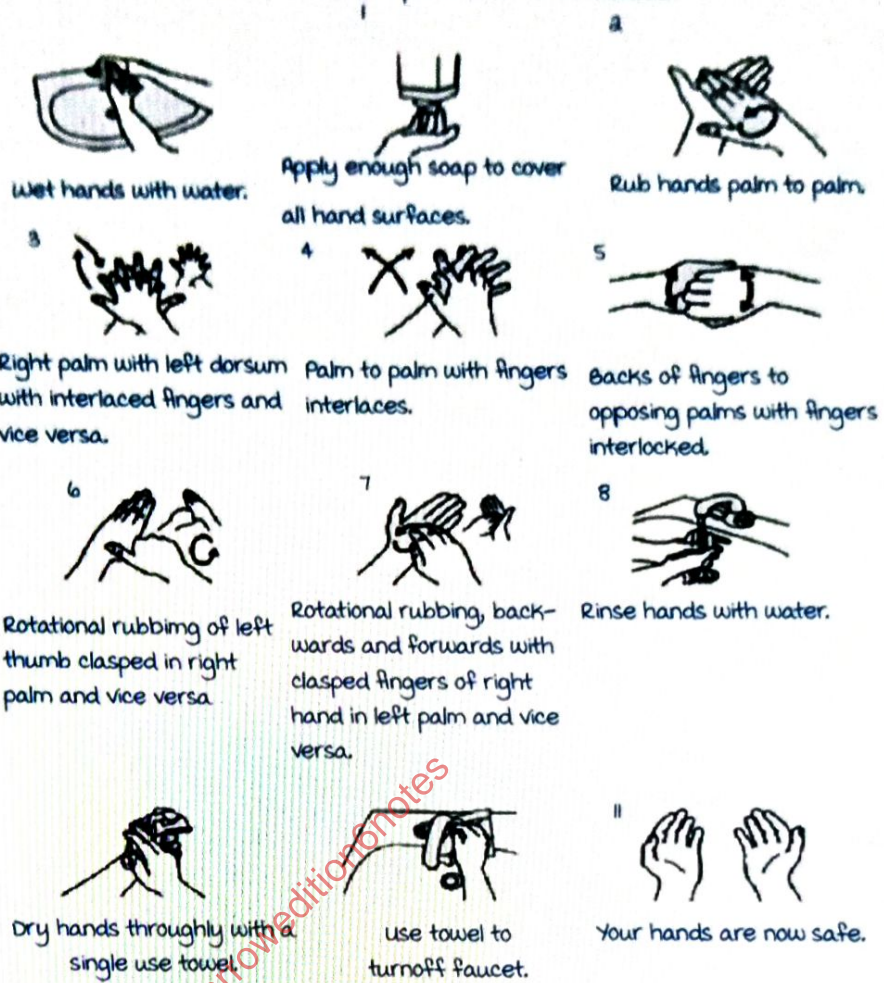 1
2
Wet hands with water.
Apply enough soap to cover
all hand surfaces.
Rub hands palm to palm.
3
4
5
Right palm with left dorsum
with interlaced fingers and
vice versa.
Palm to palm with fingers
interlaces.
Backs of fingers to
opposing palms with fingers
interlocked.
6
7
8
Rotational rubbimg of left
thumb clasped in right
palm and vice versa
Rotational rubbing, back-
wards and forwards with
clasped fingers of right
hand in left palm and vice
versa.
Rinse hands with water.
11
Dry hands throughly with a
single use towel.
use towel to
turnoff faucet.
Your hands are now safe.